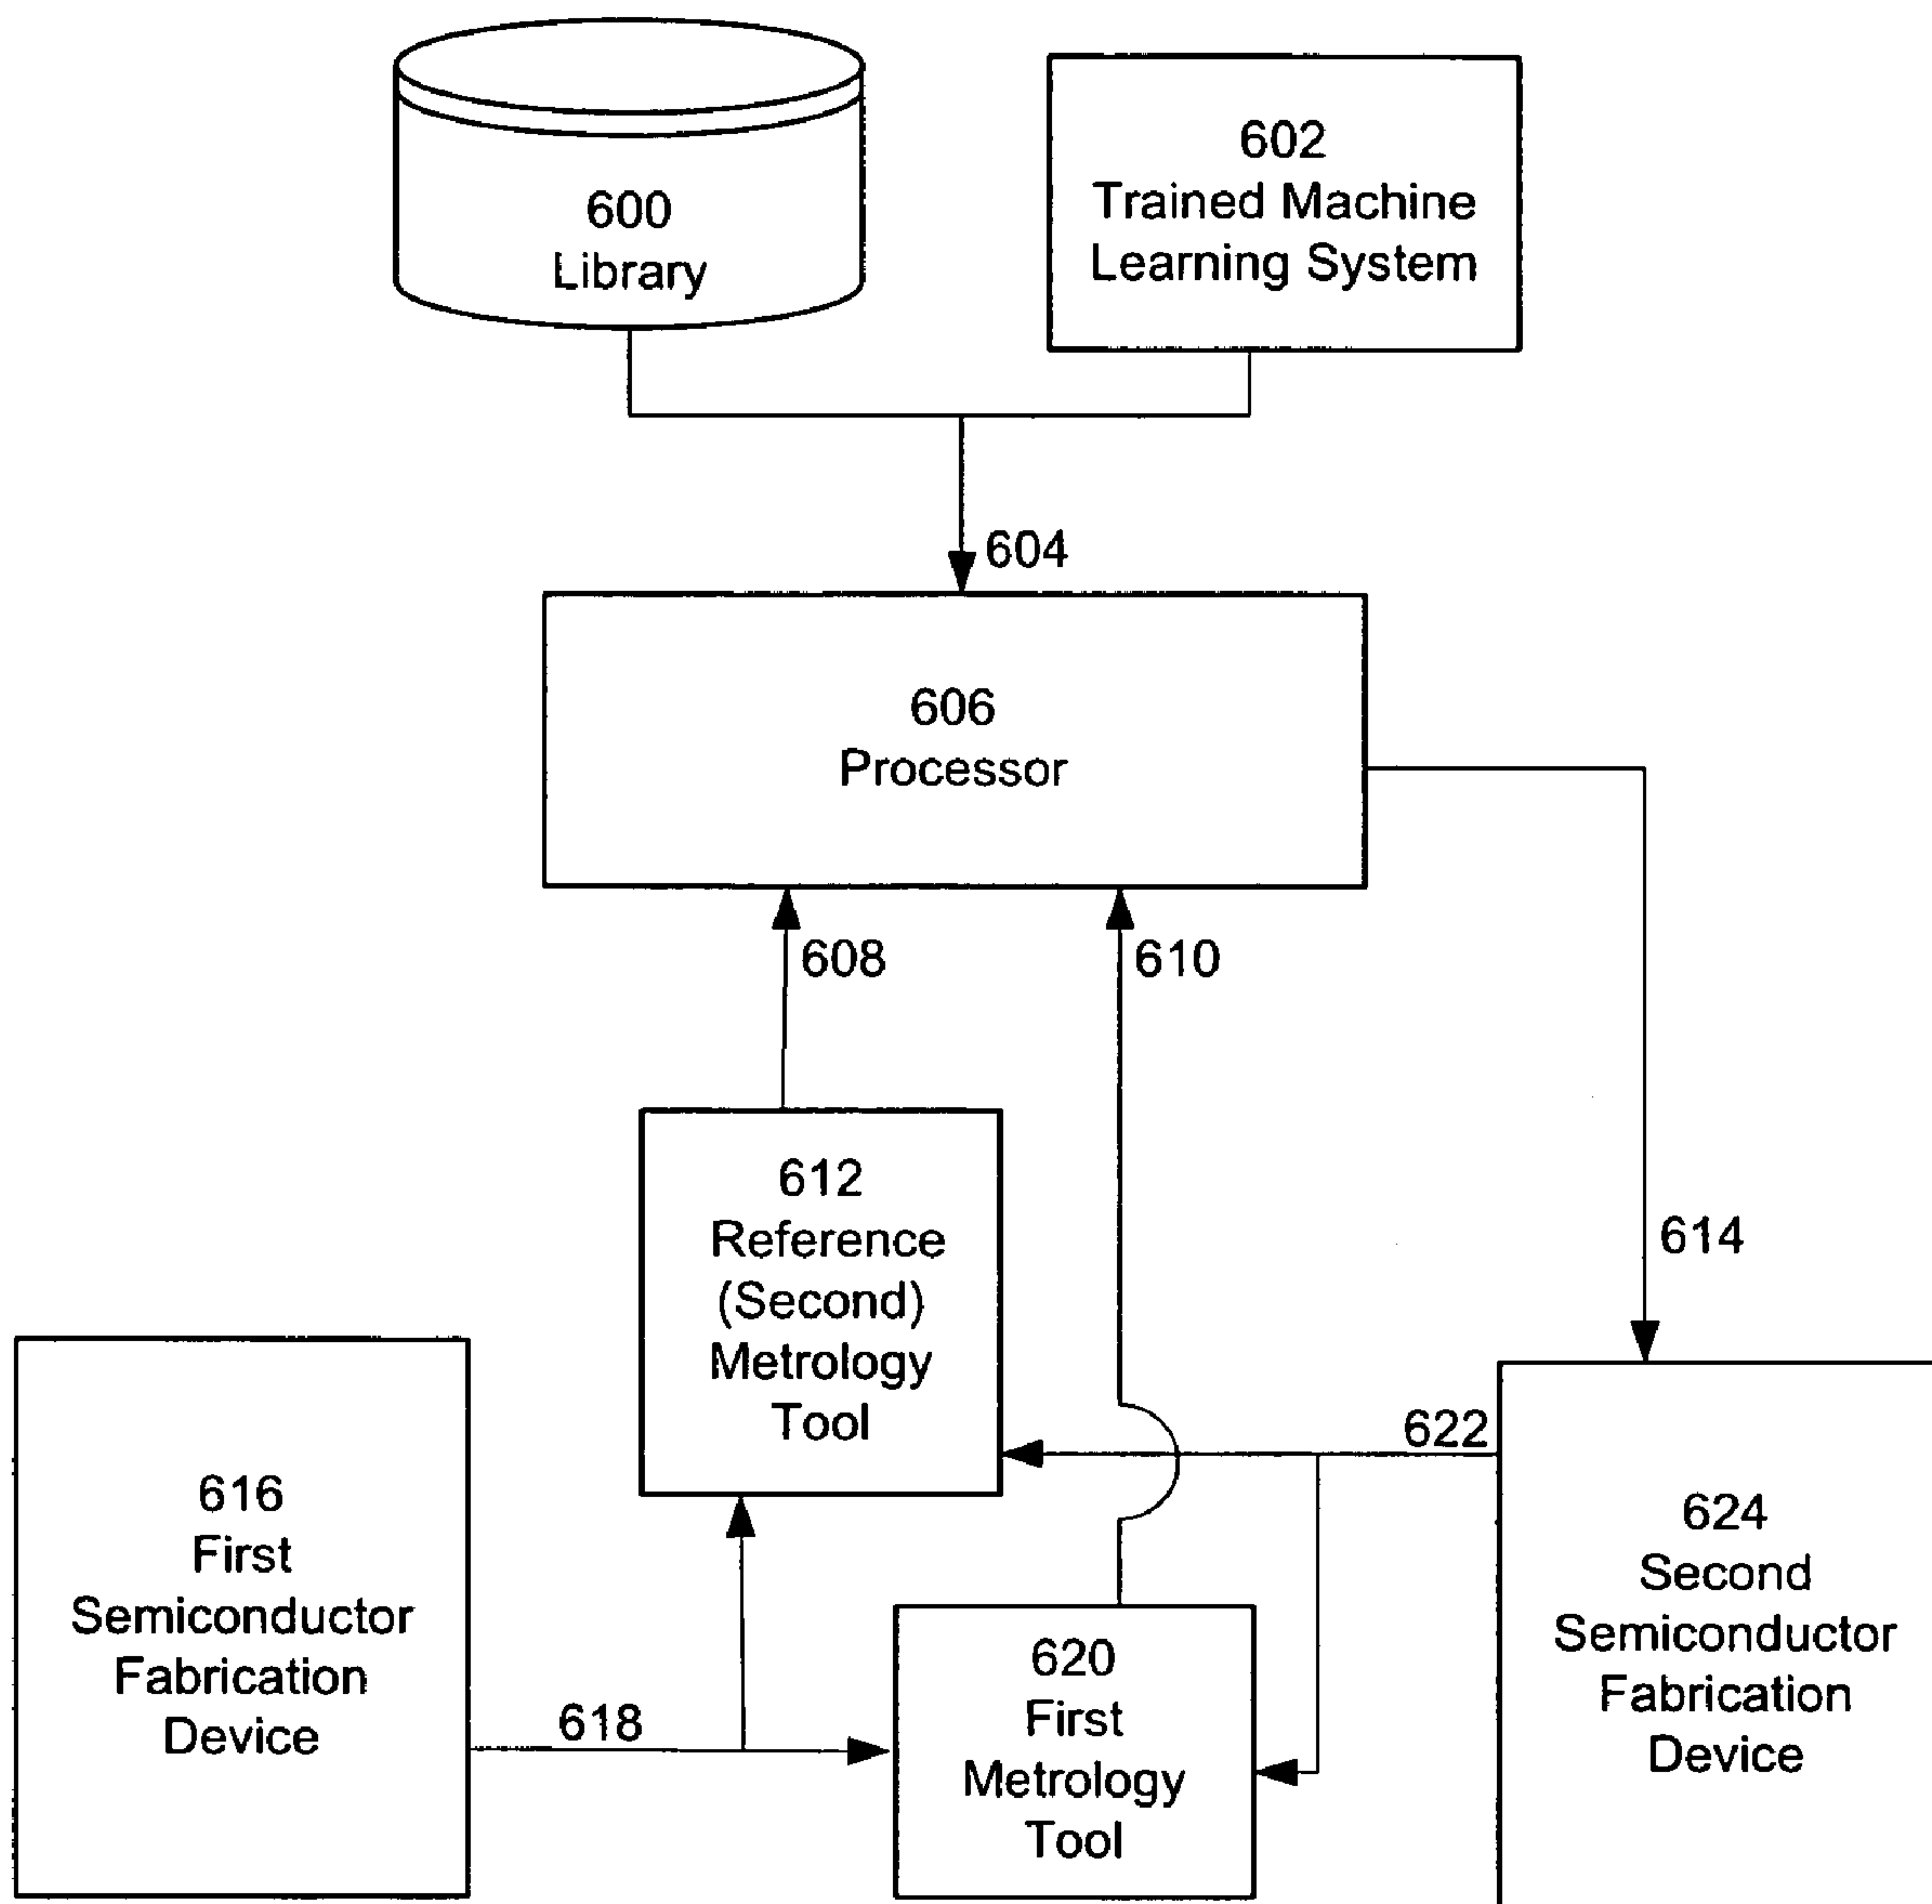 600
Library
602
Trained Machine
Learning System
604
606
Processor
608
610
612
Reference
(Second)
Metrology
Tool
614
616
First
Semiconductor
Fabrication
Device
618
620
First
Metrology
Tool
622
624
Second
Semiconductor
Fabrication
Device